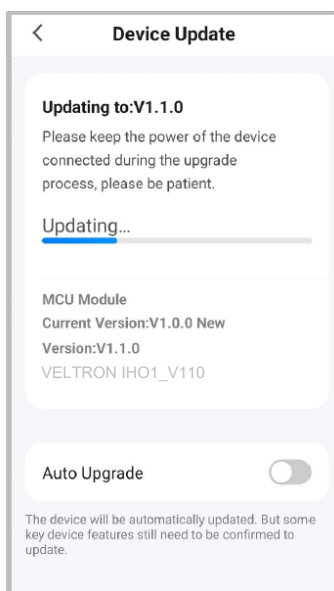 Device Update
Updating to:V1.1.0
Please keep the power of the device
connected during the upgrade
process, please be patient.
Updating...
MCU Module
Current Version:V1.0.0 New
Version:V1.1.0
VELTRON IHO1_V110
Auto Upgrade
The device will be automatically updated. But some
key device features still need to be confirmed to
update.